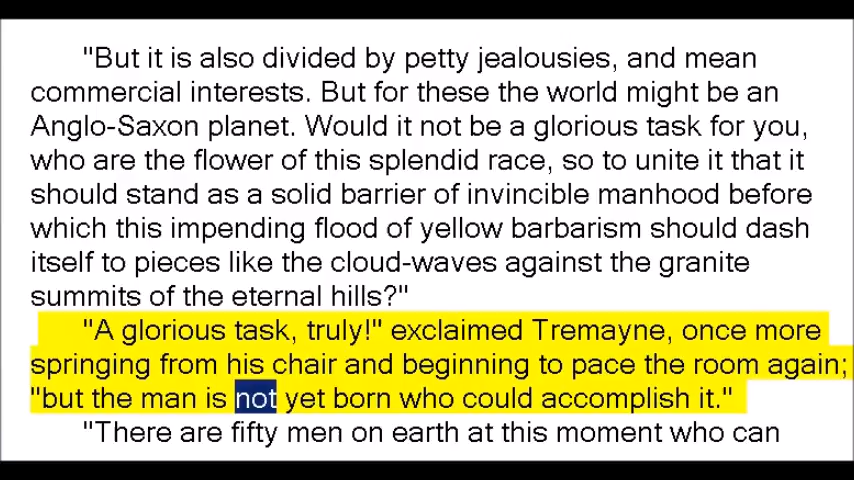 "But it is also divided by petty jealousies, and mean
commercial interests. But for these the world might be an
Anglo-Saxon planet. Would it not be a glorious task for you,
who are the flower of this splendid race, so to unite it that it
should stand as a solid barrier of invincible manhood before
which this impending flood of yellow barbarism should dash
itself to pieces like the cloud-waves against the granite
summits of the eternal hills?"
"A glorious task, truly!" exclaimed Tremayne, once more
springing from his chair and beginning to pace the room again;
"but the man is not yet born who could accomplish it."
"There are fifty men on earth at this moment who can